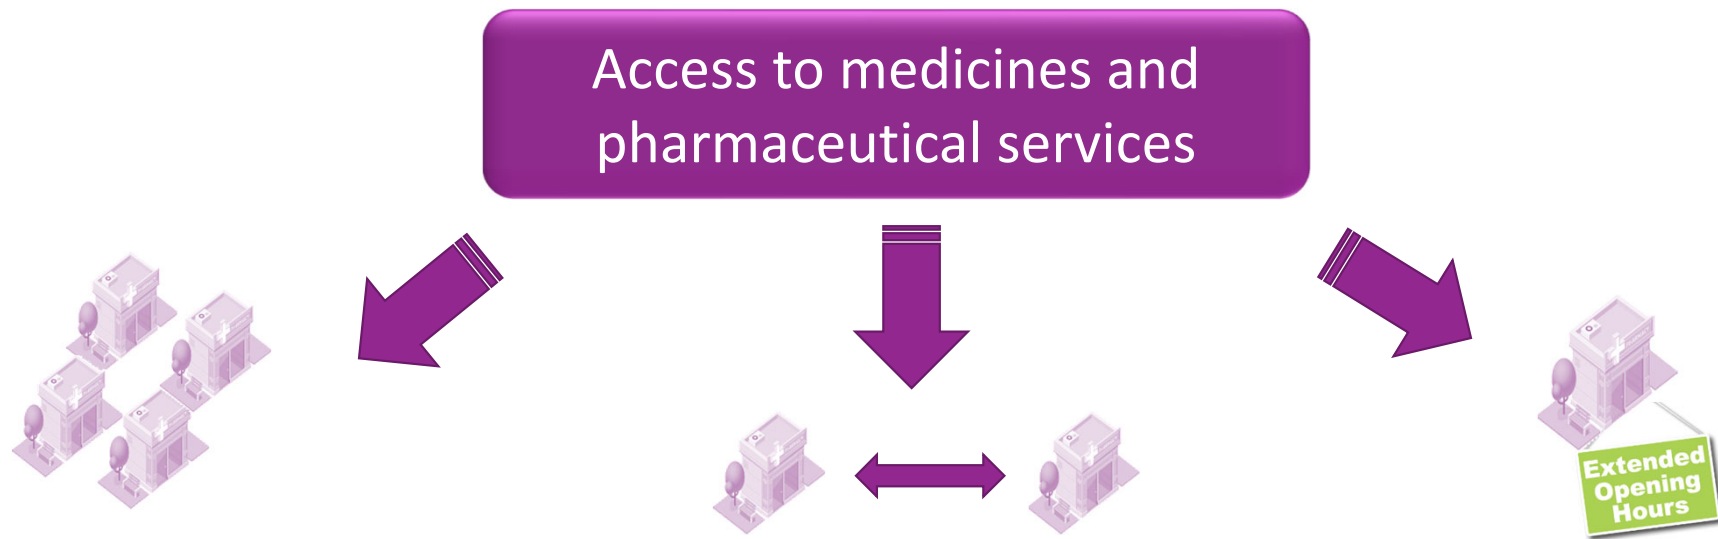 Access to medicines and
pharmaceutical services
Extended
Opening
Hours